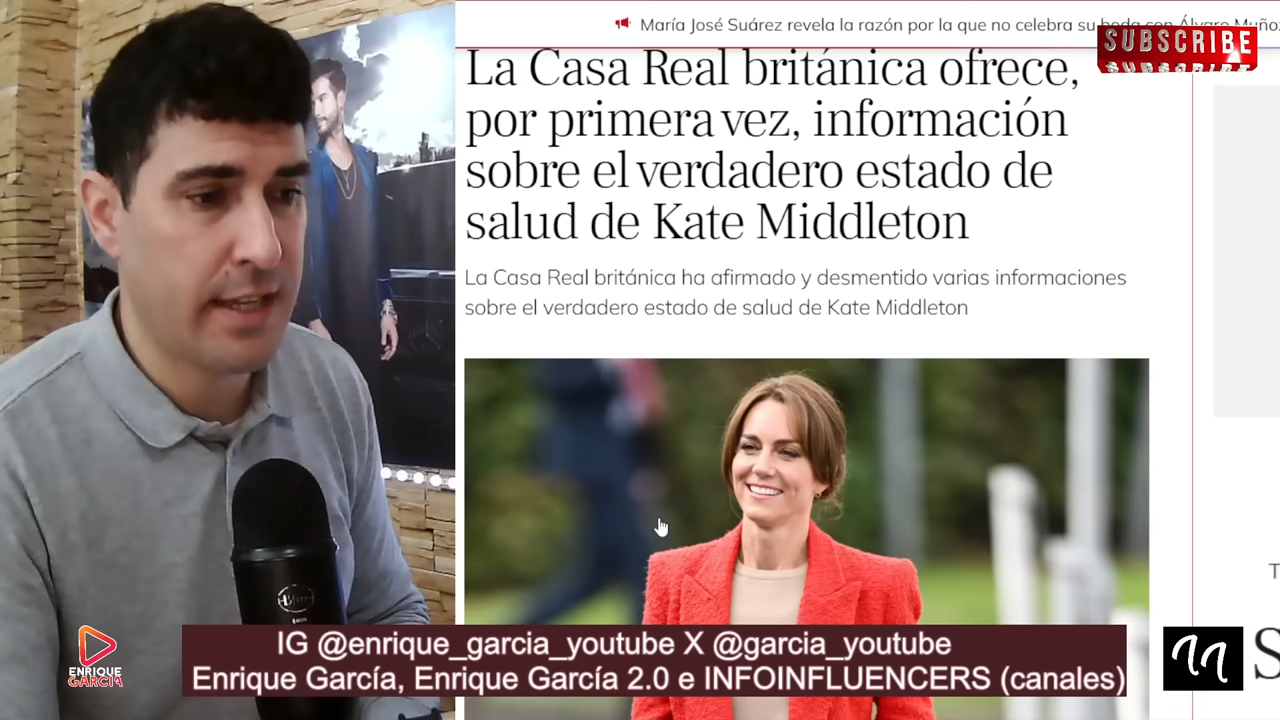 María José Suárez revela la razón por la que no celebra su boda con Álvaro Muño
SUBSCRIBE
La Casa Real británica ofrece,
por primera vez, información
sobre el verdadero estado de
salud de Kate Middleton
La Casa Real británica ha afirmado y desmentido varias informaciones
sobre el verdadero estado de salud de Kate Middleton
T
IG @enrique_garcia_youtube X @garcia_youtube
Enrique García, Enrique García 2.0 e INFOINFLUENCERS (canales)
ENRIQUE
GARCÍA
S